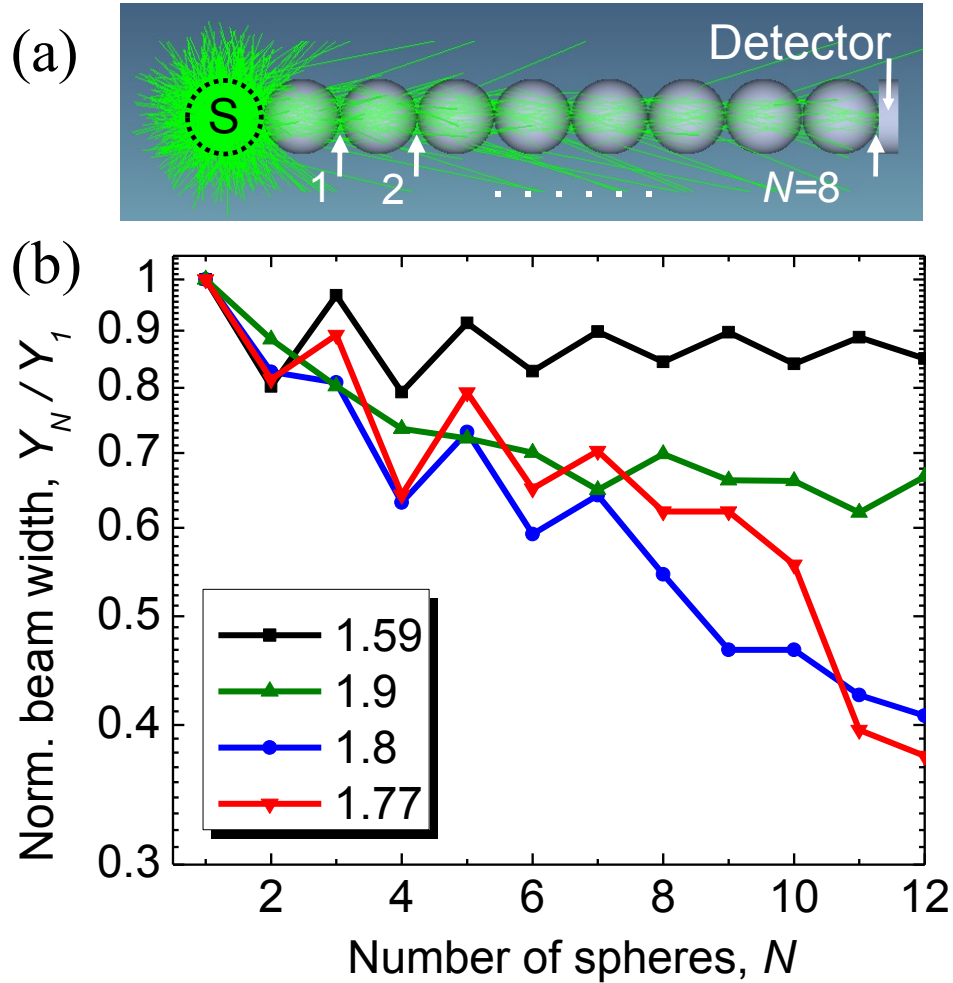 (a)
Detector
S
1
2
. . . . . .
N=8
(b)
Norm. beam width, Y_N / Y_1
1
0.9
0.8
0.7
0.6
0.5
0.4
0.3
1.59
1.9
1.8
1.77
2
4
6
8
10
12
Number of spheres, N